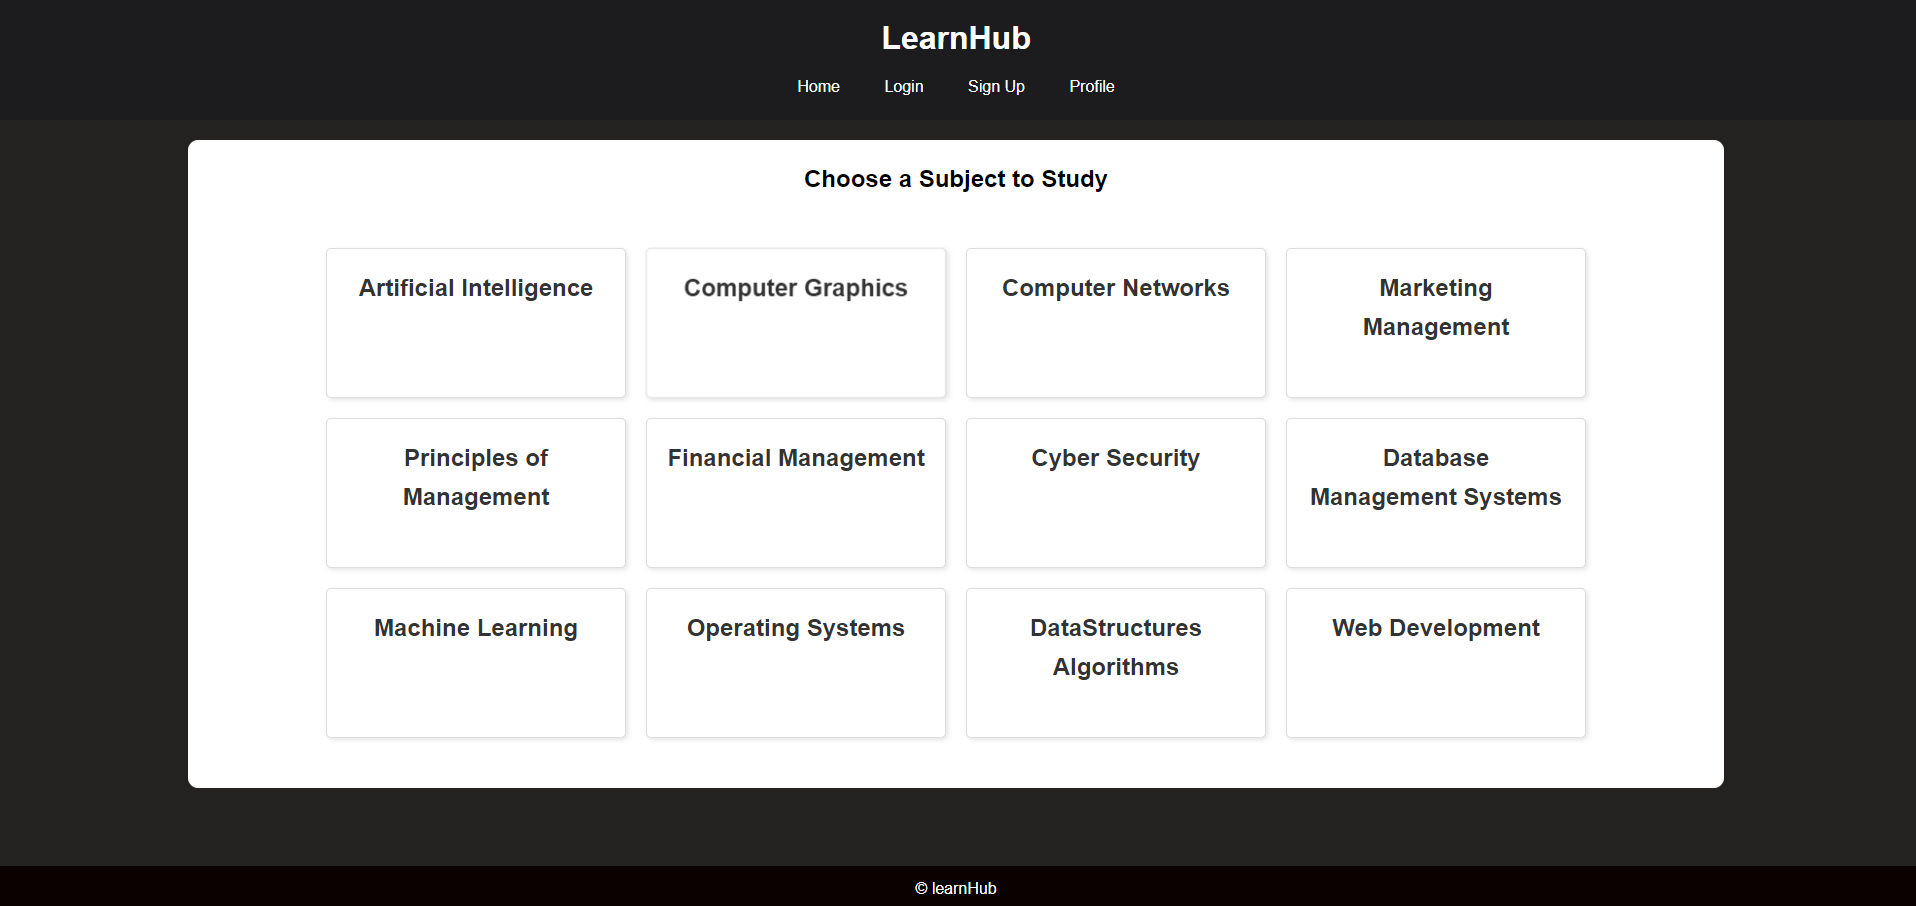 LearnHub
Home Login Sign Up Profile
Choose a Subject to Study
Artificial Intelligence
Computer Graphics
Computer Networks
Marketing
Management
Principles of
Management
Financial Management
Cyber Security
Database
Management Systems
Machine Learning
Operating Systems
DataStructures
Algorithms
Web Development
© learnHub